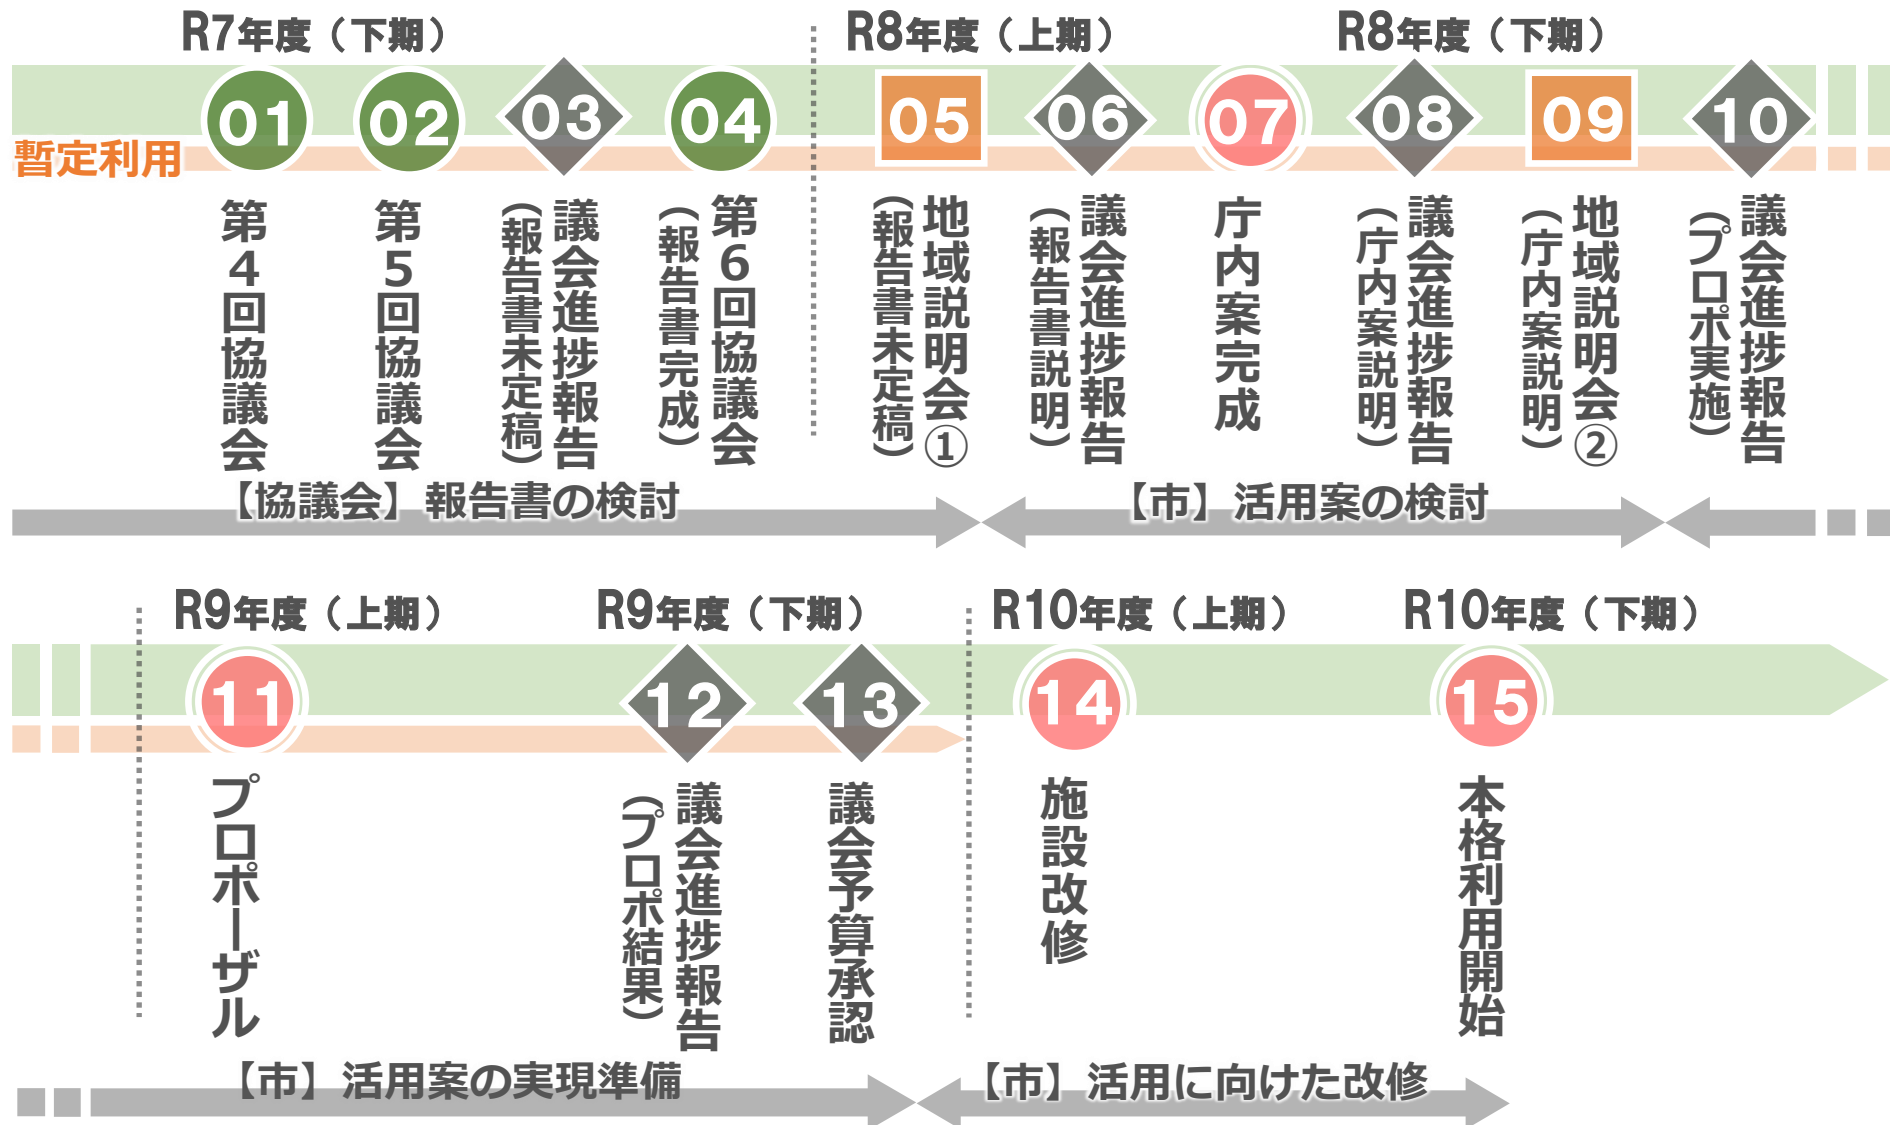 R7年度（下期）
R8年度（上期）
R8年度（下期）
暫定利用
01
第4回協議会
02
第5回協議会
03
議会進捗報告
（報告書未定稿）
04
第6回協議会
（報告書完成）
05
地域説明会①
（報告書未定稿）
06
議会進捗報告
（報告書説明）
07
庁内案完成
08
議会進捗報告
（庁内案説明）
09
地域説明会②
（庁内案説明）
10
議会進捗報告
（プロポ実施）
【協議会】報告書の検討
【市】活用案の検討
R9年度（上期）
R9年度（下期）
R10年度（上期）
R10年度（下期）
11
プロポーザル
12
議会進捗報告
（プロポ結果）
13
議会予算承認
14
施設改修
15
本格利用開始
【市】活用案の実現準備
【市】活用に向けた改修